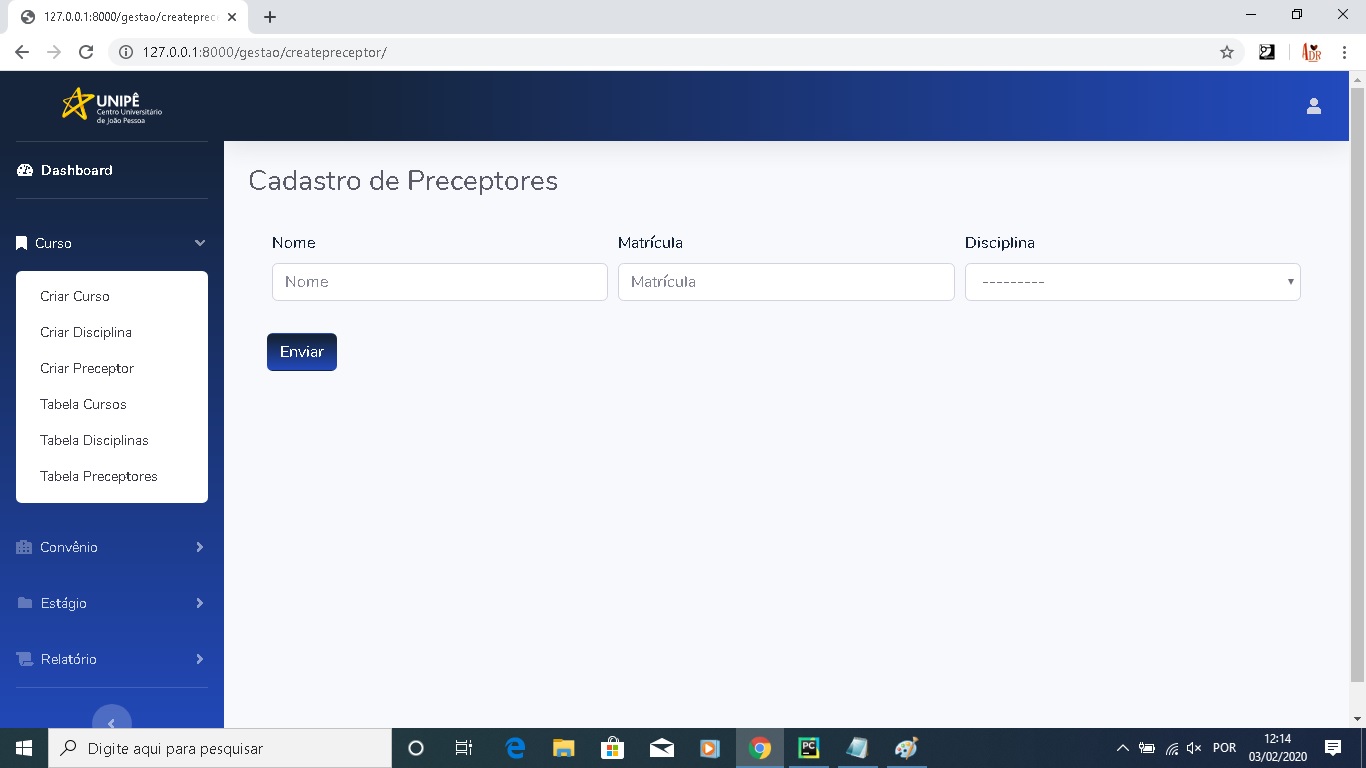 127.0.0.1:8000/gestao/createprec
127.0.0.1:8000/gestao/createpreceptor/
ADR
UNIPÊ
Centro Universitário
de João Pessoa
Dashboard
Cadastro de Preceptores
Curso
Nome
Matrícula
Disciplina
Nome
Matrícula
---------
Criar Curso
Criar Disciplina
Enviar
Criar Preceptor
Tabela Cursos
Tabela Disciplinas
Tabela Preceptores
Convênio
Estágio
Relatório
Digite aqui para pesquisar
PC
POR
12:14
03/02/2020